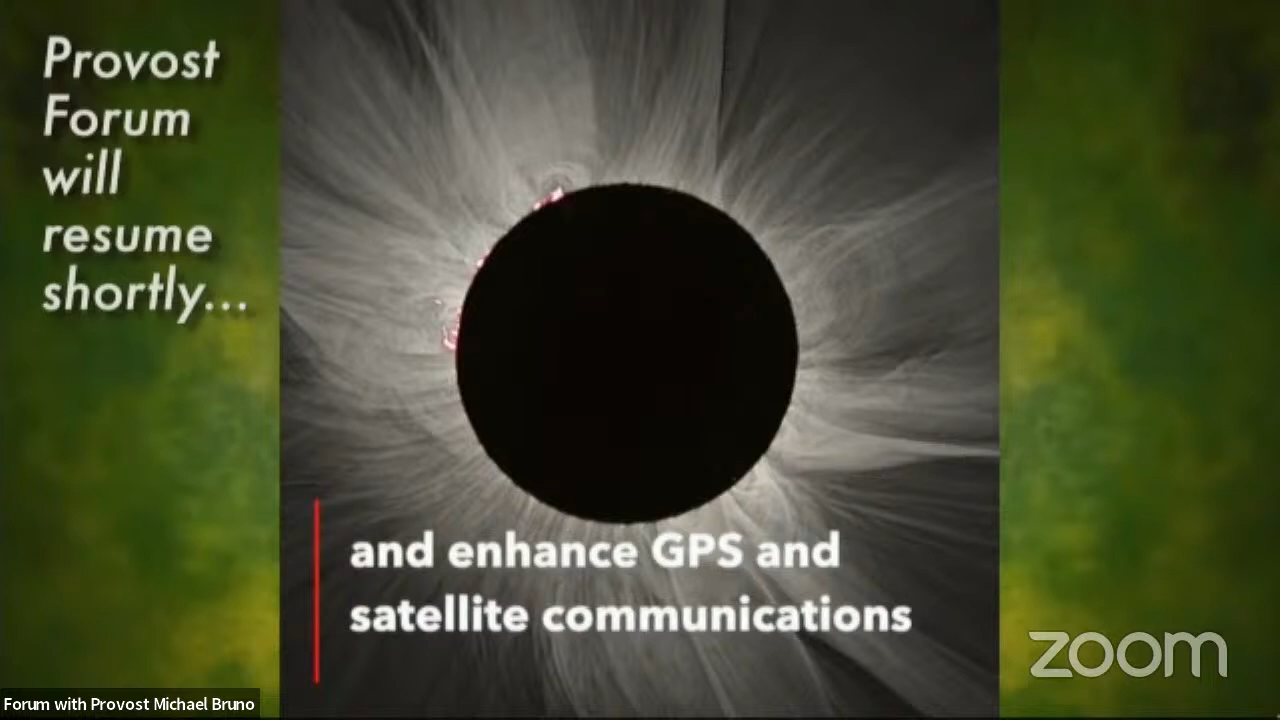 Provost
Forum
will
resume
shortly...
and enhance GPS and
satellite communications
zoom
Forum with Provost Michael Bruno